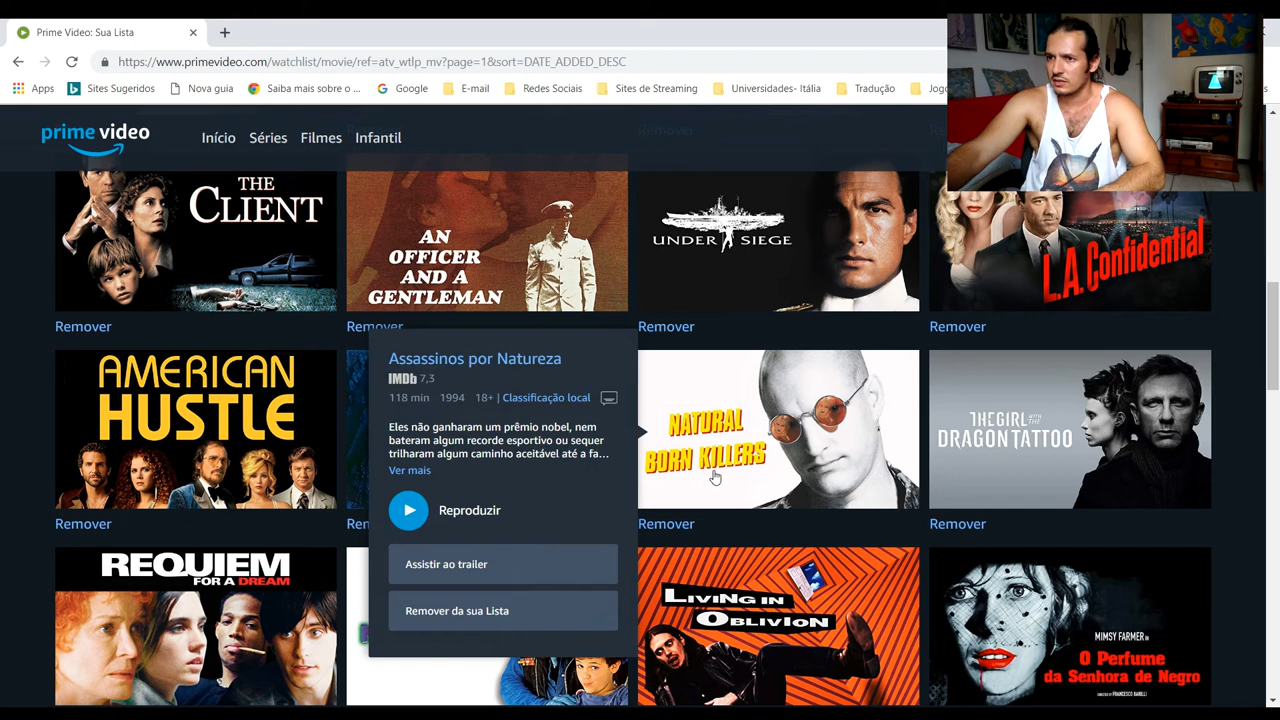 Prime Video: Sua Lista
https://www.primevideo.com/watchlist/movie/ref=atv_wtlp_mv?page=1&sort=DATE_ADDED_DESC
Apps
Sites Sugeridos
Nova guia
Saiba mais sobre o ...
Google
E-mail
Redes Sociais
Sites de Streaming
Universidades- Itália
Tradução
prime video
Início
Séries
Filmes
Infantil
Remover
THE
CLIENT
AN
OFFICER
AND A
GENTLEMAN
UNDER SIEGE
L.A. Confidential
Remover
Remover
Remover
Remover
AMERICAN
HUSTLE
Assassinos por Natureza
IMDb 7,3
118 min 1994 18+ | Classificação local
Eles não ganharam um prêmio nobel, nem
bateram algum recorde esportivo ou sequer
trilharam algum caminho aceitável até a fa...
Ver mais
Reproduzir
Assistir ao trailer
Remover da sua Lista
NATURAL
BORN KILLERS
THE GIRL WITH THE
DRAGON TATTOO
Remover
Remover
Remover
REQUIEM
FOR A DREAM
LIVING IN
OBLIVION
MIMSY FARMER in
O Perfume
da Senhora de Negro
DIRECTED BY FRANCESCO BARILLI